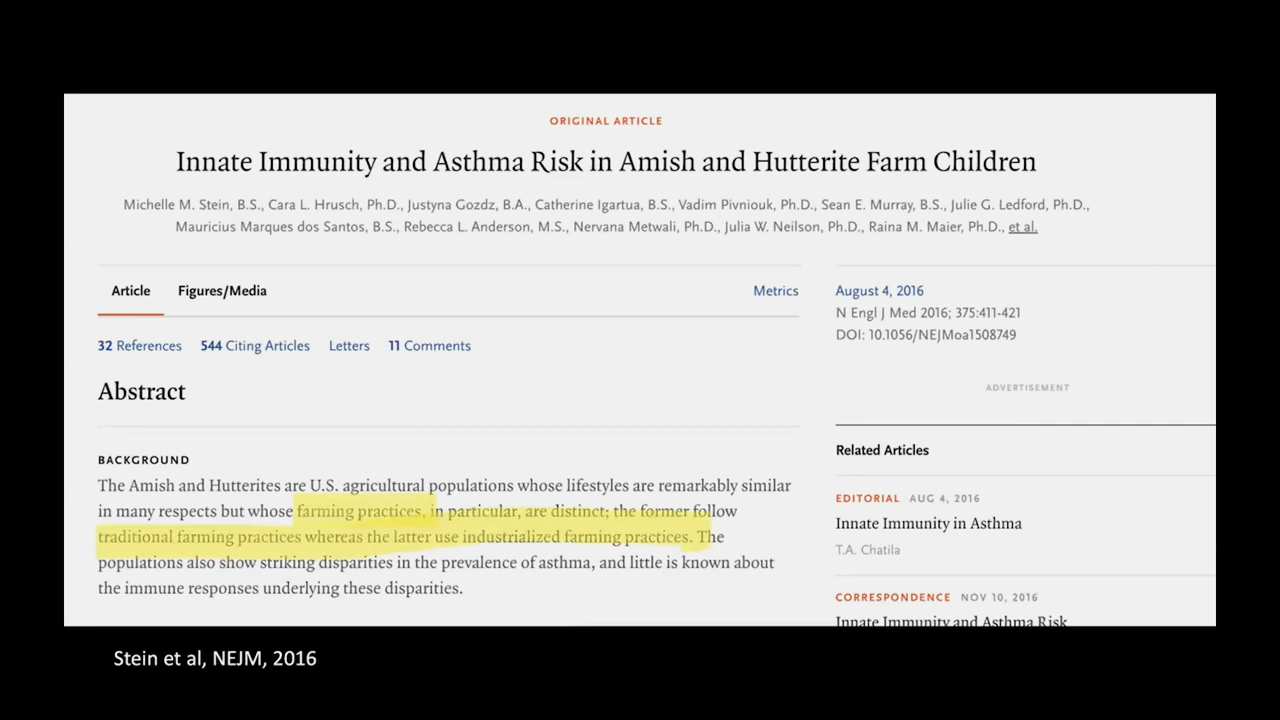 ORIGINAL ARTICLE
Innate Immunity and Asthma Risk in Amish and Hutterite Farm Children
Michelle M. Stein, B.S., Cara L. Hrusch, Ph.D., Justyna Gozdz, B.A., Catherine Igartua, B.S., Vadim Pivniouk, Ph.D., Sean E. Murray, B.S., Julie G. Ledford, Ph.D.,
Mauricius Marques dos Santos, B.S., Rebecca L. Anderson, M.S., Nervana Metwali, Ph.D., Julia W. Neilson, Ph.D., Raina M. Maier, Ph.D., et al.
Article Figures/Media Metrics
32 References 544 Citing Articles Letters 11 Comments
Abstract
BACKGROUND
The Amish and Hutterites are U.S. agricultural populations whose lifestyles are remarkably similar
in many respects but whose farming practices, in particular, are distinct; the former follow
traditional farming practices whereas the latter use industrialized farming practices. The
populations also show striking disparities in the prevalence of asthma, and little is known about
the immune responses underlying these disparities.
August 4, 2016
N Engl J Med 2016; 375:411-421
DOI: 10.1056/NEJMoa1508749
ADVERTISEMENT
Related Articles
EDITORIAL AUG 4, 2016
Innate Immunity in Asthma
T.A. Chatila
CORRESPONDENCE NOV 10, 2016
Innate Immunity and Asthma Risk
Stein et al, NEJM, 2016